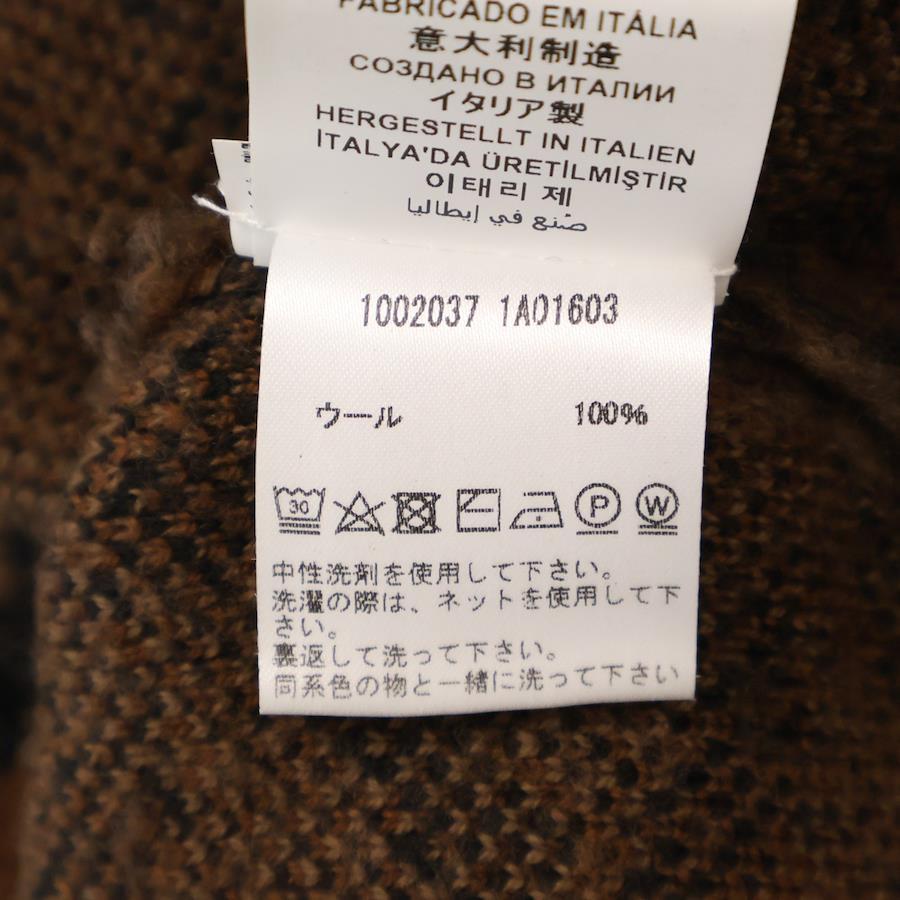 FABRICADO EM ITÁLIA
意大利制造
СОЗДАНО В ИТАЛИИ
イタリア製
HERGESTELLT IN ITALIEN
İTALYA'DA ÜRETİLMİŞTİR
이태리 제
صُنع في إيطاليا
1002037 1A01603
ウール 100%
30 P W
中性洗剤を使用して下さい。
洗濯の際は、ネットを使用して下
さい。
裏返して洗って下さい。
同系色の物と一緒に洗って下さい